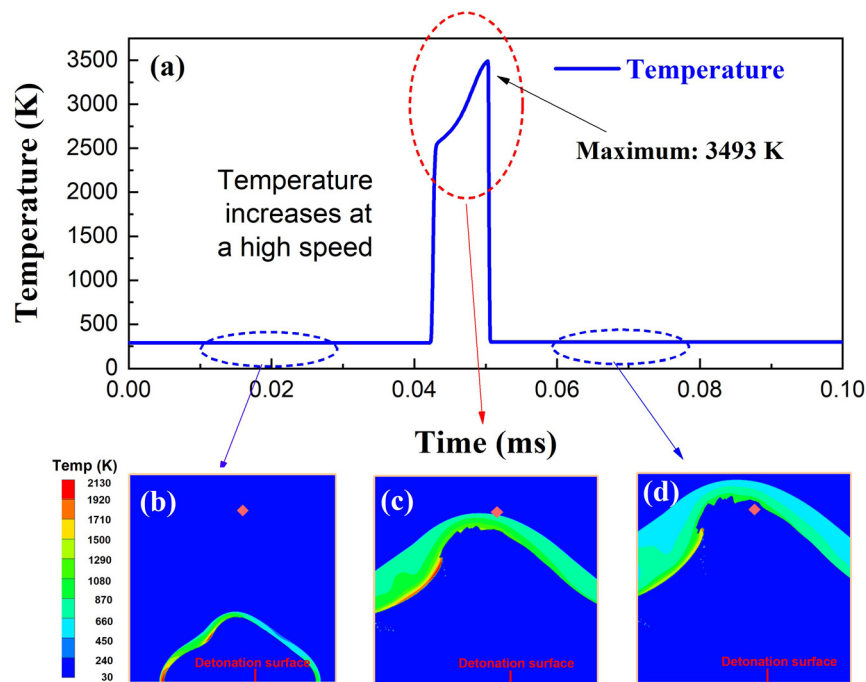 (a)
Temperature
Maximum: 3493 K
Temperature
increases at
a high speed
Temperature (K)
3500
3000
2500
2000
1500
1000
500
0
0.00 0.02 0.04 0.06 0.08 0.10
Time (ms)
Temp (K)
2130
1920
1710
1500
1290
1080
870
660
450
240
30
(b)
Detonation surface
(c)
Detonation surface
(d)
Detonation surface